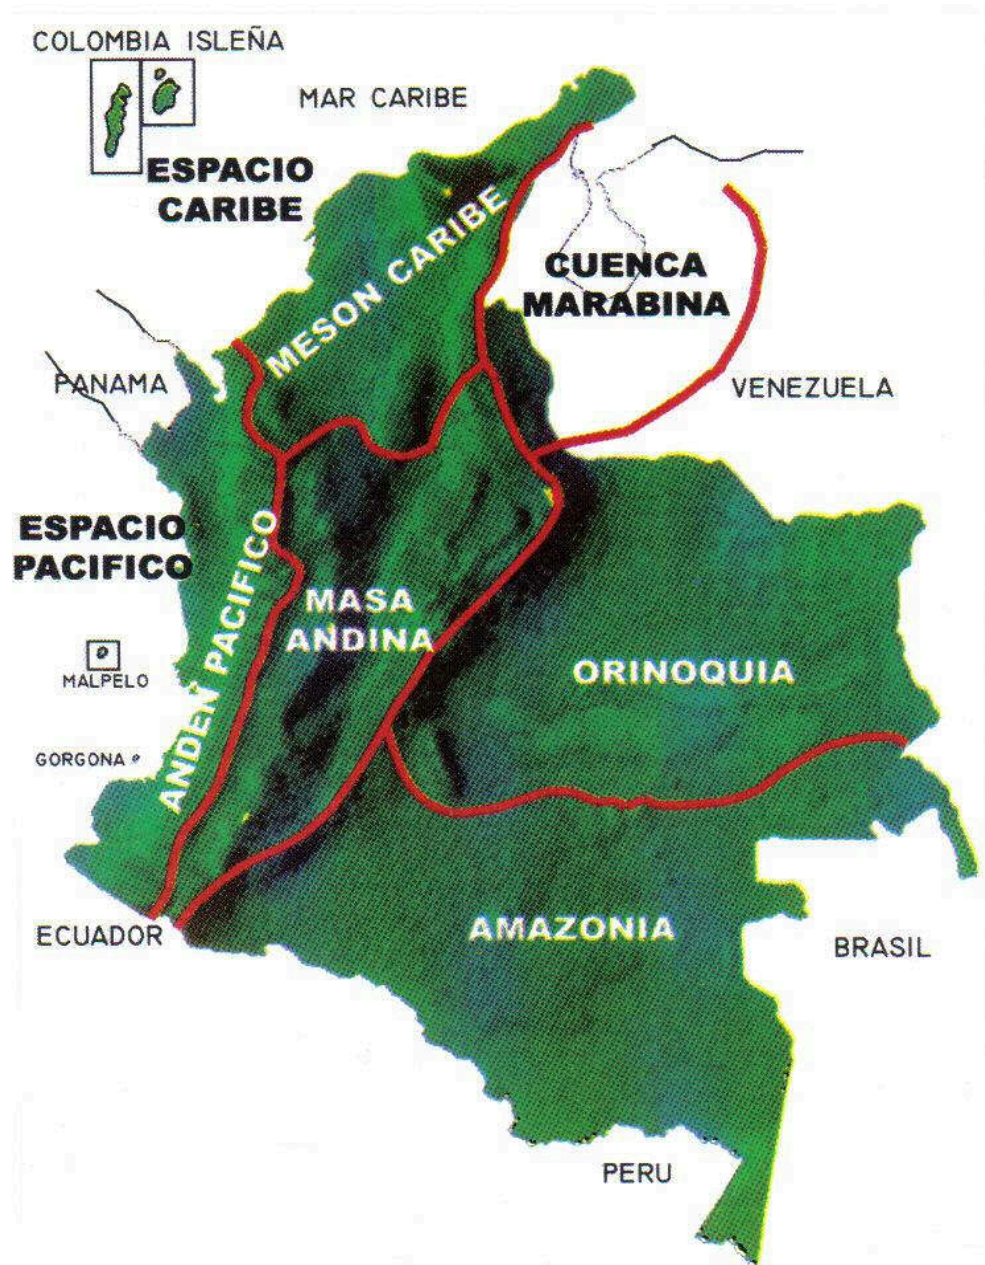 COLOMBIA ISLEÑA
MAR CARIBE
ESPACIO
CARIBE
MESON CARIBE
CUENCA
MARABINA
PANAMA
VENEZUELA
ESPACIO
PACIFICO
ANDEN PACIFICO
MASA
ANDINA
ORINOQUIA
MALPELO
GORGONA
AMAZONIA
ECUADOR
BRASIL
PERU